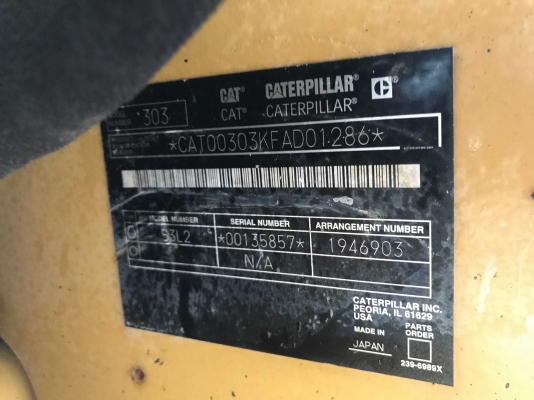 CAT® CATERPILLAR® C
303 CAT® CATERPILLAR®
*CAT00303KFAD01286*
MODEL NUMBER SERIAL NUMBER ARRANGEMENT NUMBER
S3L2 *00135857* 1946903
N/A
CATERPILLAR INC.
PEORIA, IL 61629
USA
MADE IN PARTS
JAPAN ORDER
239-6989X